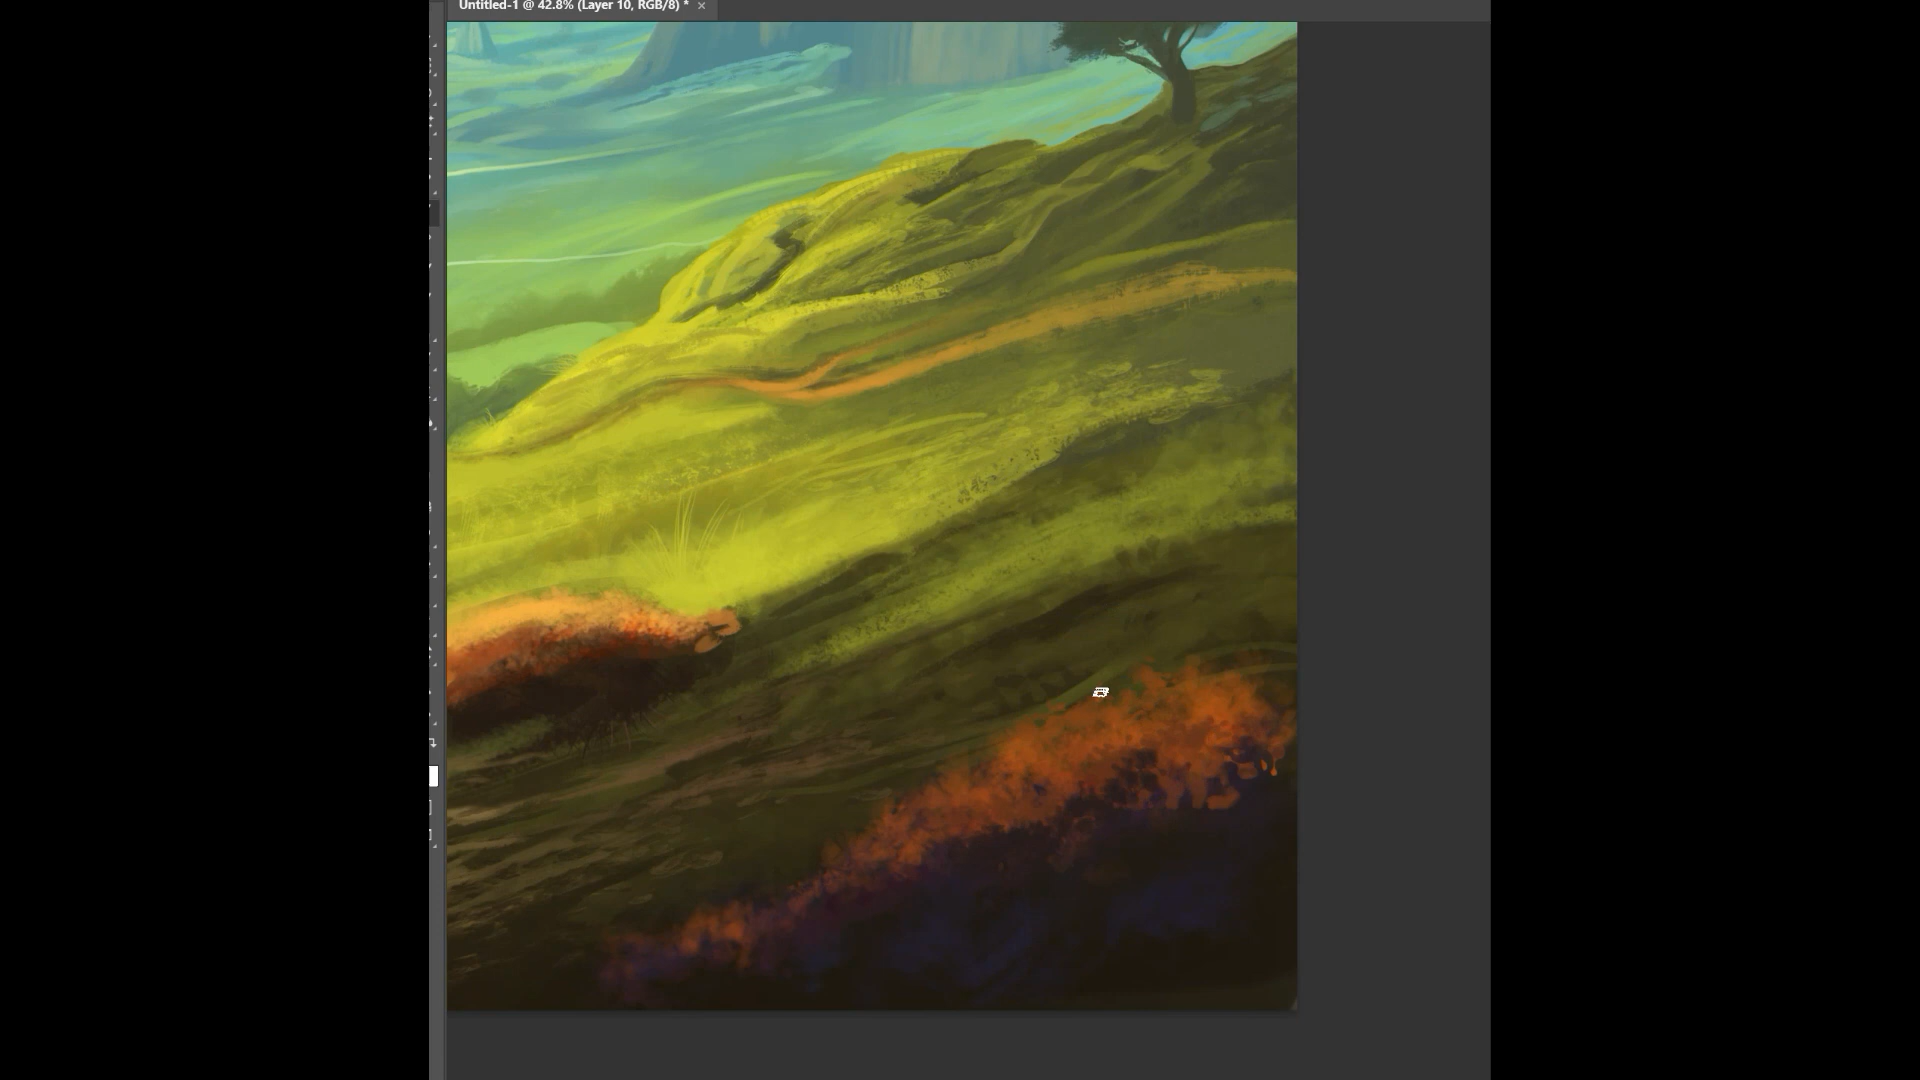 Untitled-1 @ 42.8% (Layer 10, RGB/8) *